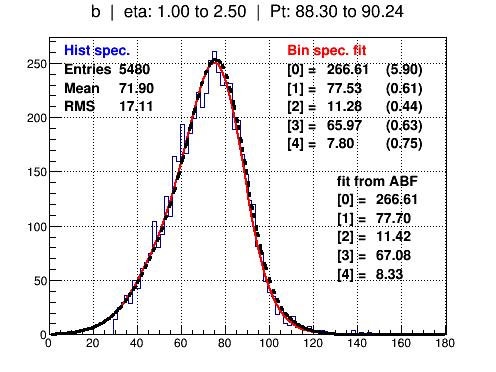 b | eta: 1.00 to 2.50 | Pt: 88.30 to 90.24
Hist spec.
Entries 5480
Mean 71.90
RMS 17.11
Bin spec. fit
[0] = 266.61 (5.90)
[1] = 77.53 (0.61)
[2] = 11.28 (0.44)
[3] = 65.97 (0.63)
[4] = 7.80 (0.75)
fit from ABF
[0] = 266.61
[1] = 77.70
[2] = 11.42
[3] = 67.08
[4] = 8.33
250
200
150
100
50
0
0 20 40 60 80 100 120 140 160 180